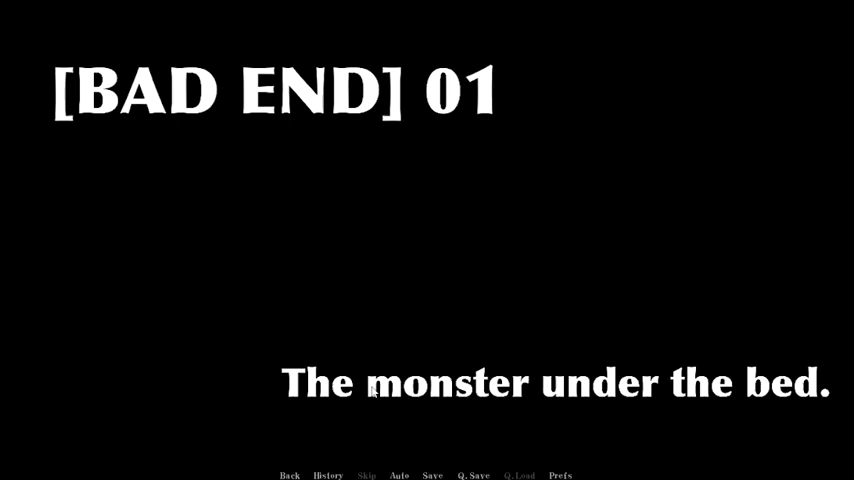 [BAD END] 01
The monster under the bed.
Back History Skip Auto Save Q.Save Q.Load Prefs